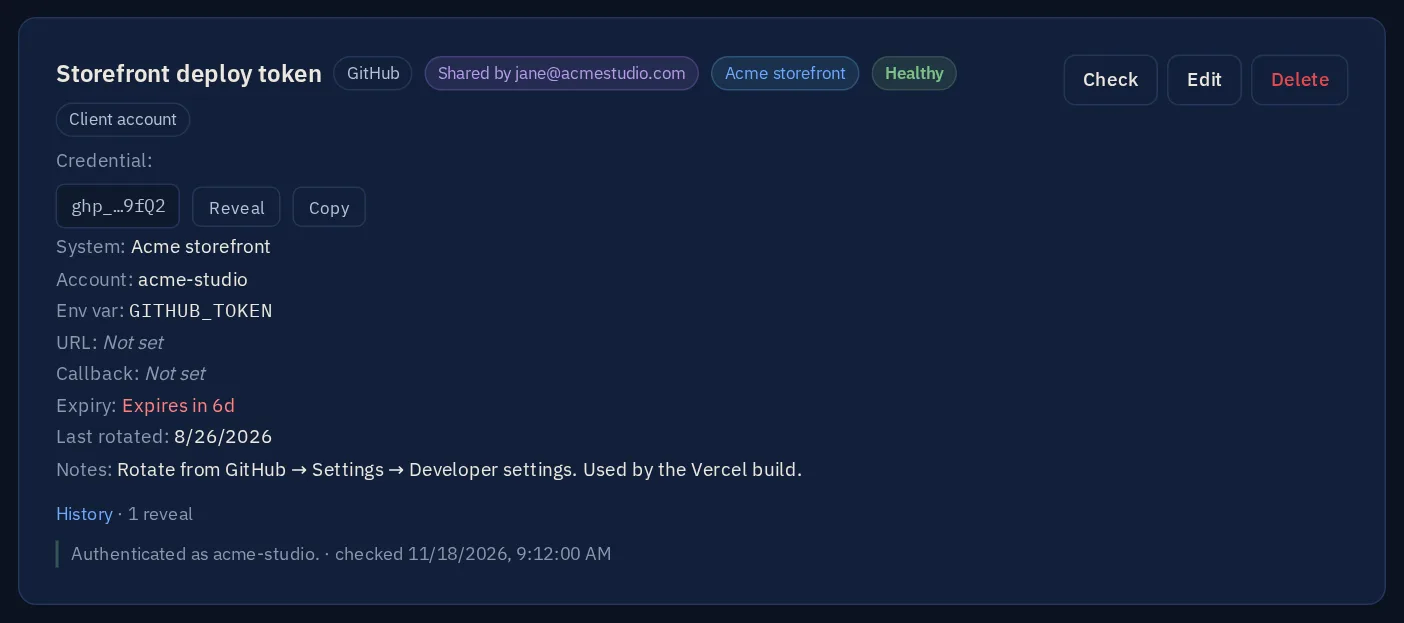 Storefront deploy token GitHub Shared by jane@acmestudio.com Acme storefront Healthy Check Edit Delete
Client account
Credential:
ghp_…9fQ2 Reveal Copy
System: Acme storefront
Account: acme-studio
Env var: GITHUB_TOKEN
URL: Not set
Callback: Not set
Expiry: Expires in 6d
Last rotated: 8/26/2026
Notes: Rotate from GitHub → Settings → Developer settings. Used by the Vercel build.
History · 1 reveal
Authenticated as acme-studio. · checked 11/18/2026, 9:12:00 AM